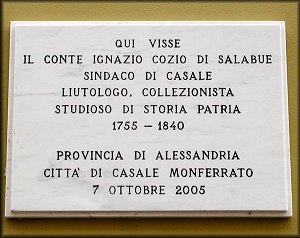 QUI VISSE
IL CONTE IGNAZIO COZIO DI SALABUE
SINDACO DI CASALE
LIUTOLOGO, COLLEZIONISTA
STUDIOSO DI STORIA PATRIA
1755 – 1840
PROVINCIA DI ALESSANDRIA
CITTA' DI CASALE MONFERRATO
7 OTTOBRE 2005